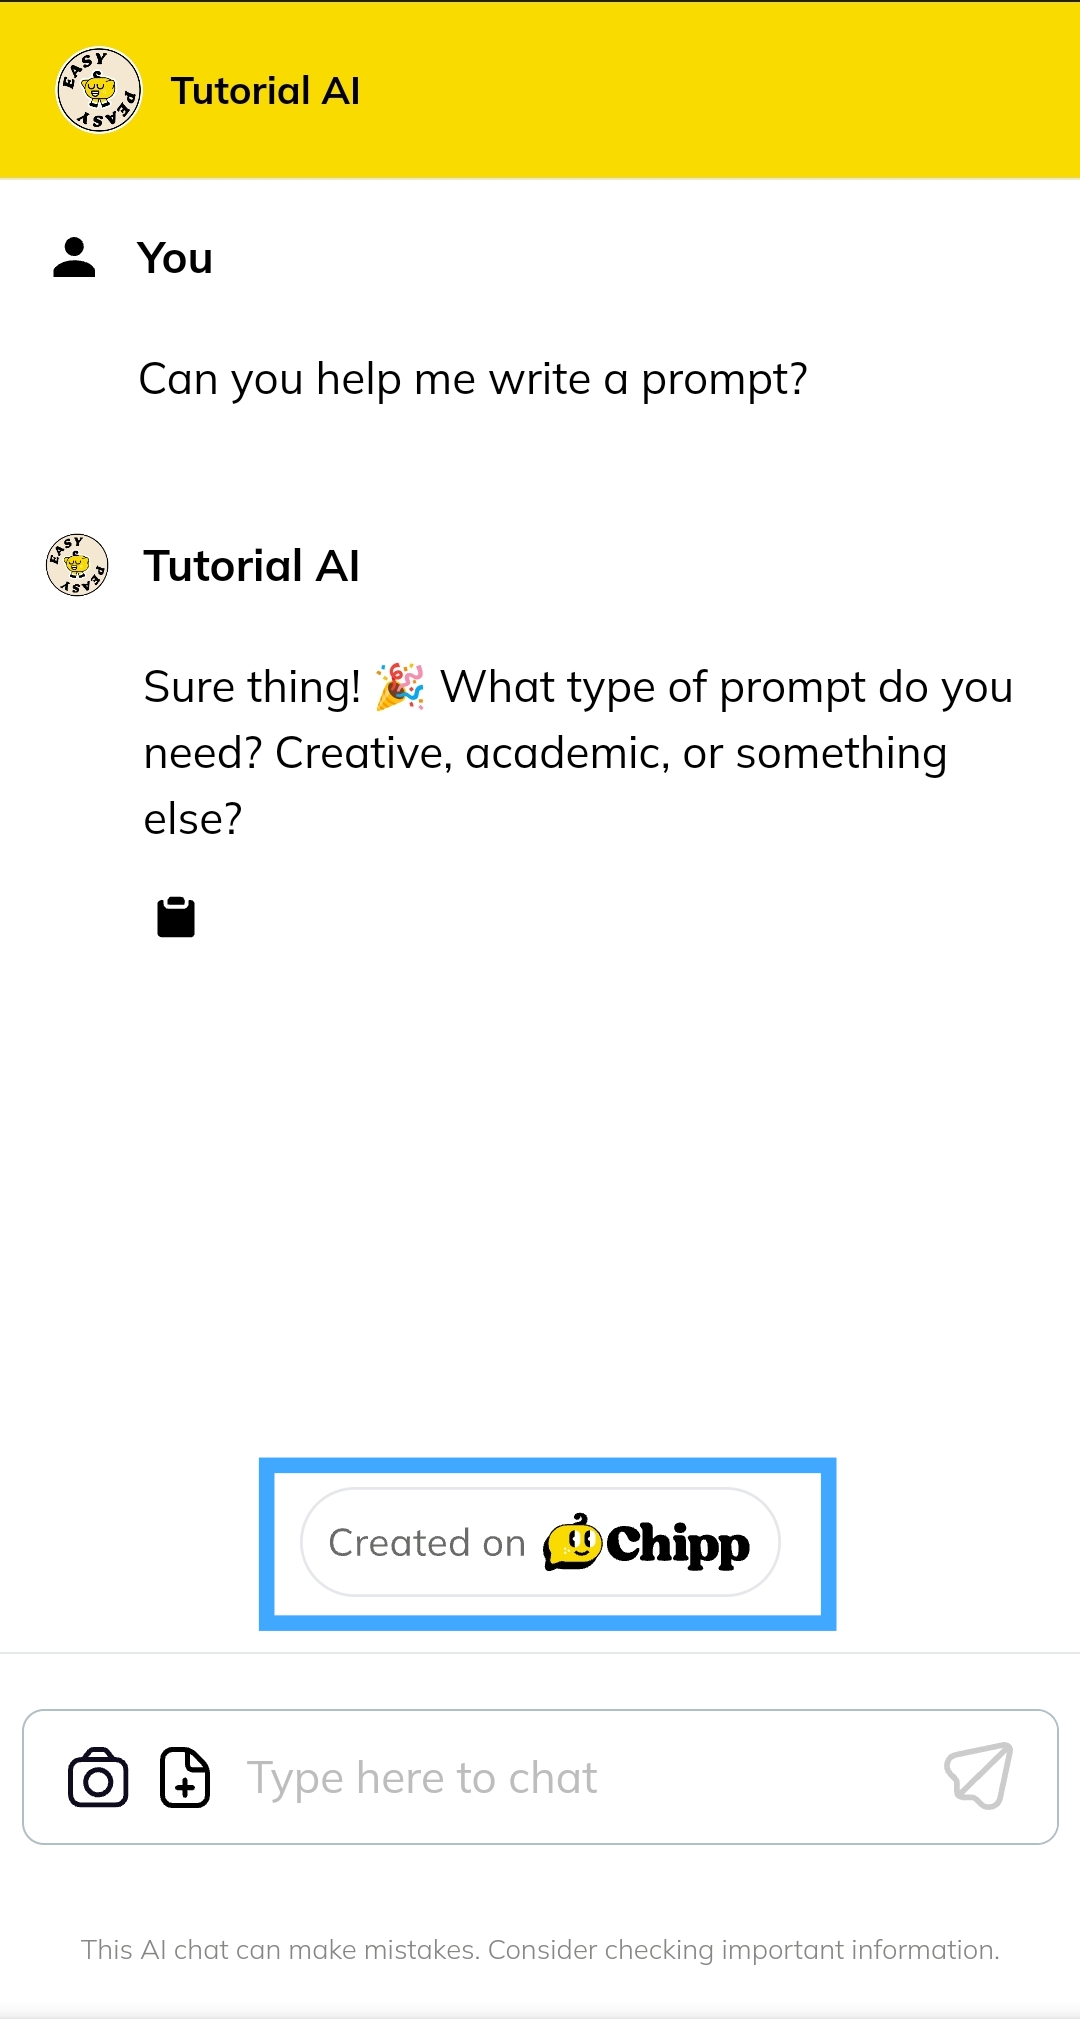 EASY PEASY
Tutorial AI
You
Can you help me write a prompt?
EASY PEASY
Tutorial AI
Sure thing! 🎉 What type of prompt do you
need? Creative, academic, or something
else?
Created on Chipp
Type here to chat
This AI chat can make mistakes. Consider checking important information.